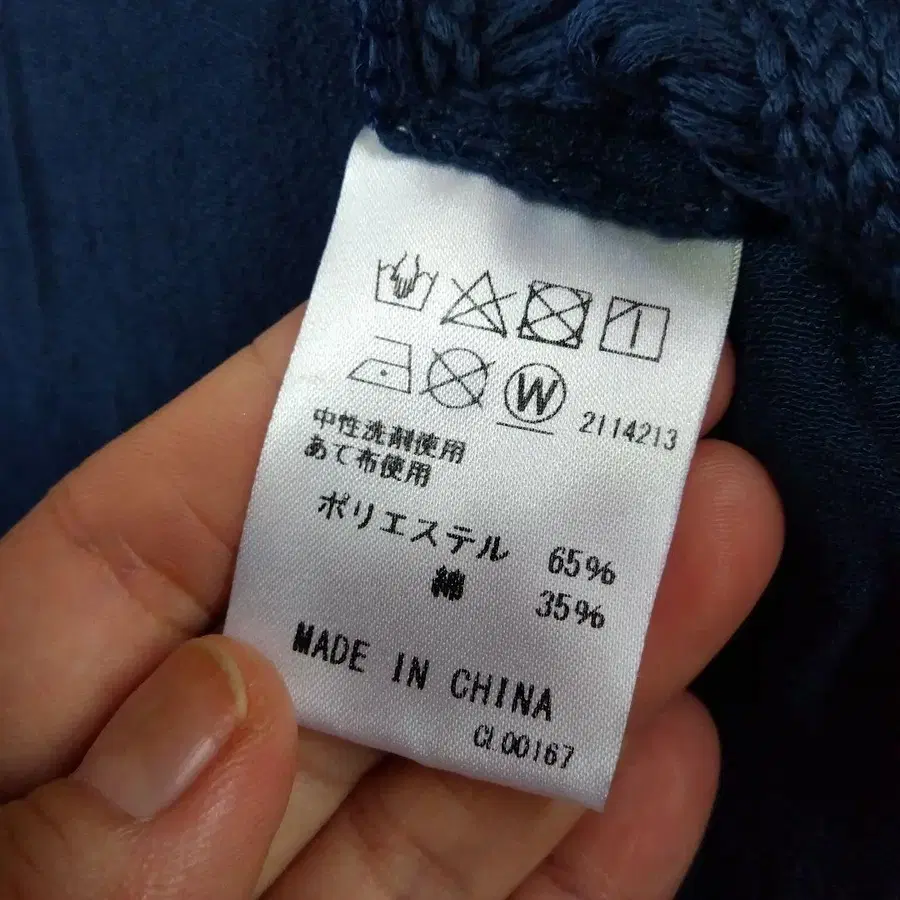 W 2114213
中性洗剤使用
あて布使用
ポリエステル 65%
綿 35%
MADE IN CHINA
CL00167